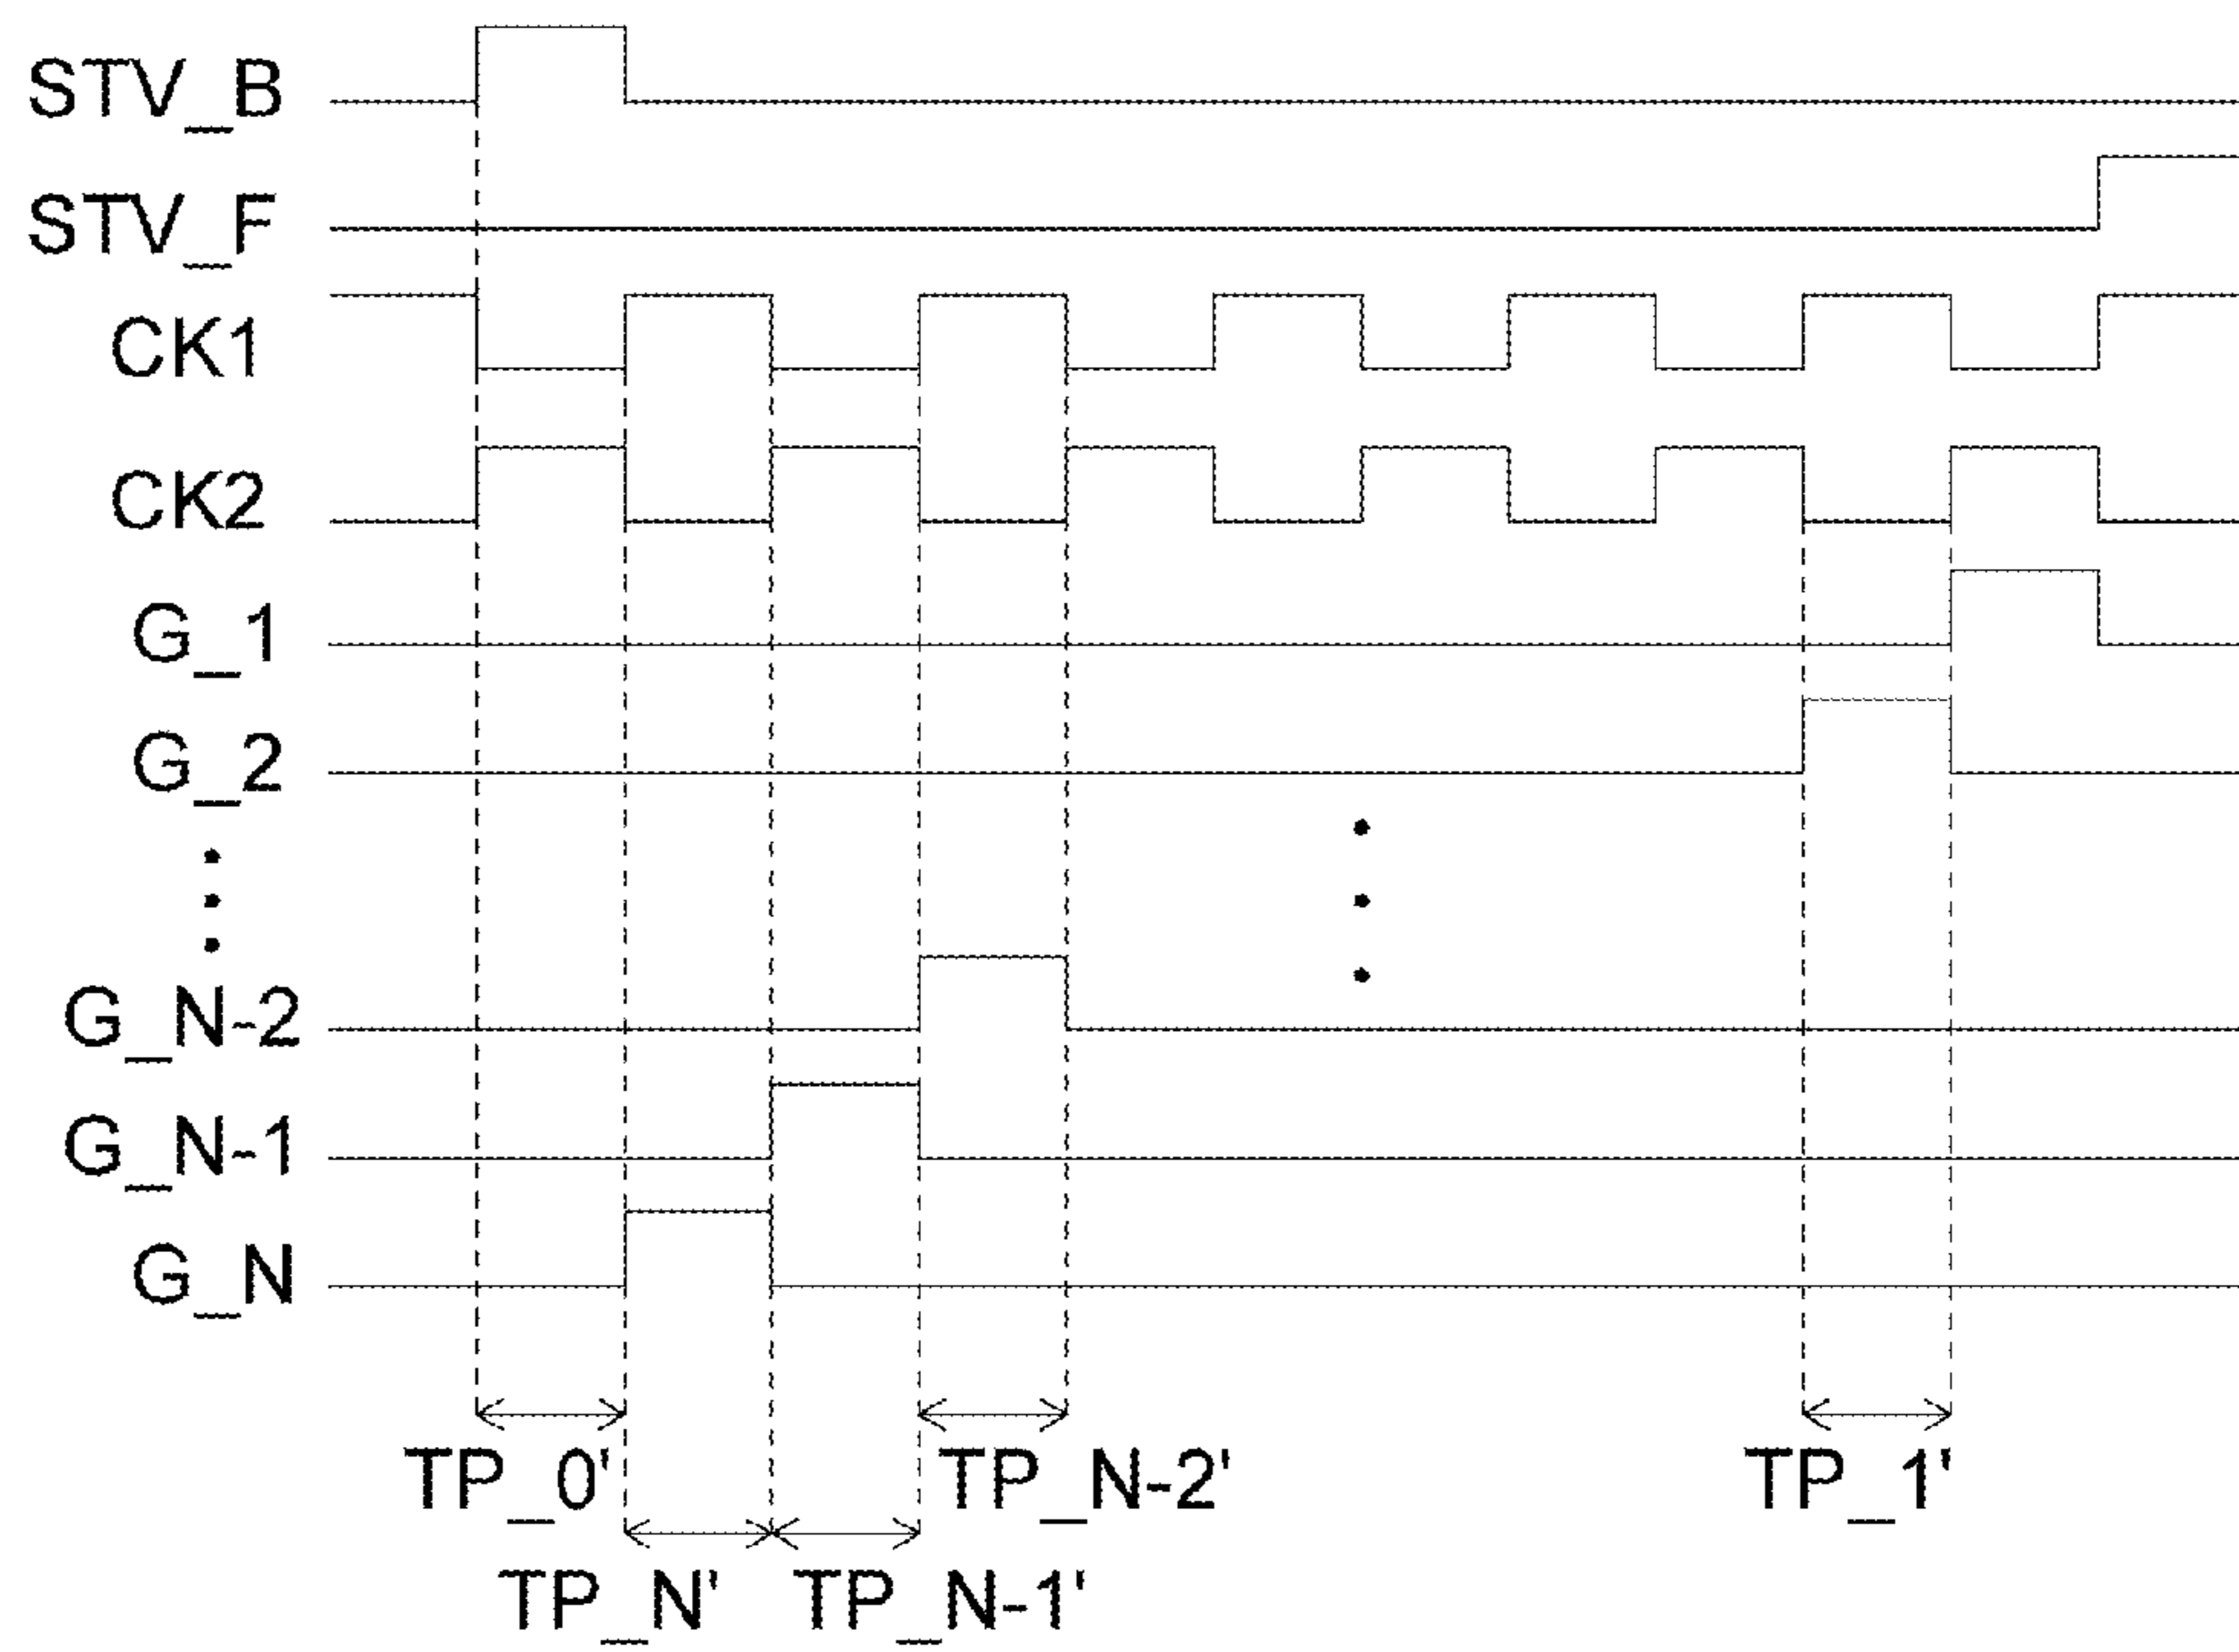 STV_B
STV_F
CK1
CK2
G_1
G_2
G_N-2
G_N-1
G_N
TP_0' TP_N-2' TP_1'
TP_N' TP_N-1'